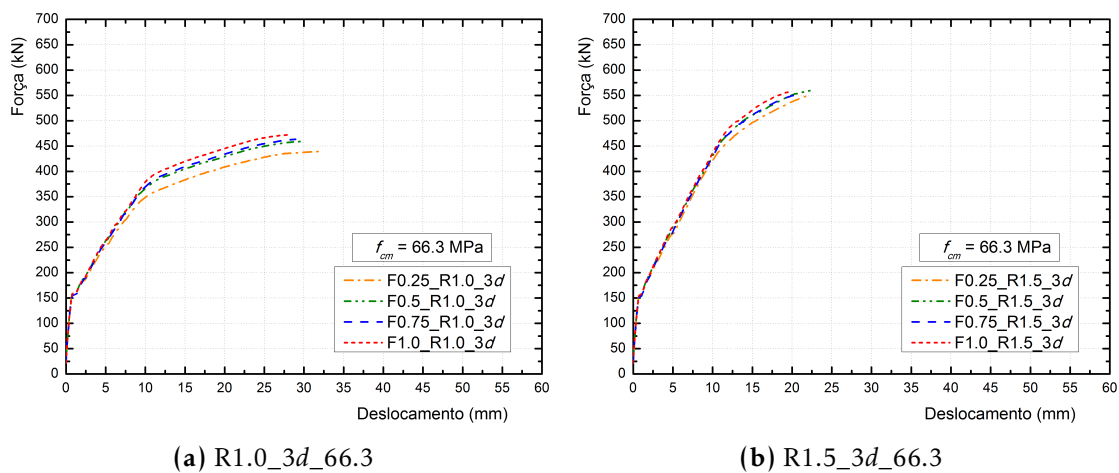 700
650
600
550
500
450
400
350
300
250
200
150
100
50
0
Força (kN)
f_cm = 66.3 MPa
F0.25_R1.0_3d
F0.5_R1.0_3d
F0.75_R1.0_3d
F1.0_R1.0_3d
0 5 10 15 20 25 30 35 40 45 50 55 60
Deslocamento (mm)
(a) R1.0_3d_66.3
700
650
600
550
500
450
400
350
300
250
200
150
100
50
0
Força (kN)
f_cm = 66.3 MPa
F0.25_R1.5_3d
F0.5_R1.5_3d
F0.75_R1.5_3d
F1.0_R1.5_3d
0 5 10 15 20 25 30 35 40 45 50 55 60
Deslocamento (mm)
(b) R1.5_3d_66.3